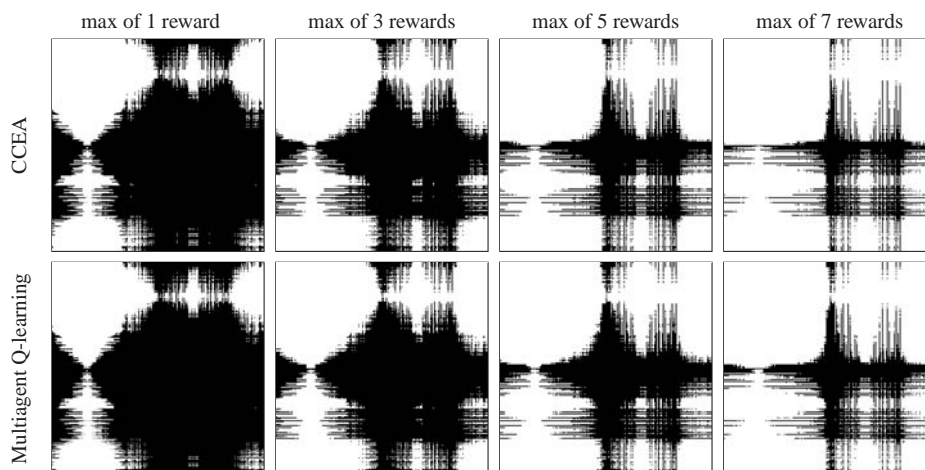 max of 1 reward max of 3 rewards max of 5 rewards max of 7 rewards
CCEA
Multiagent Q-learning